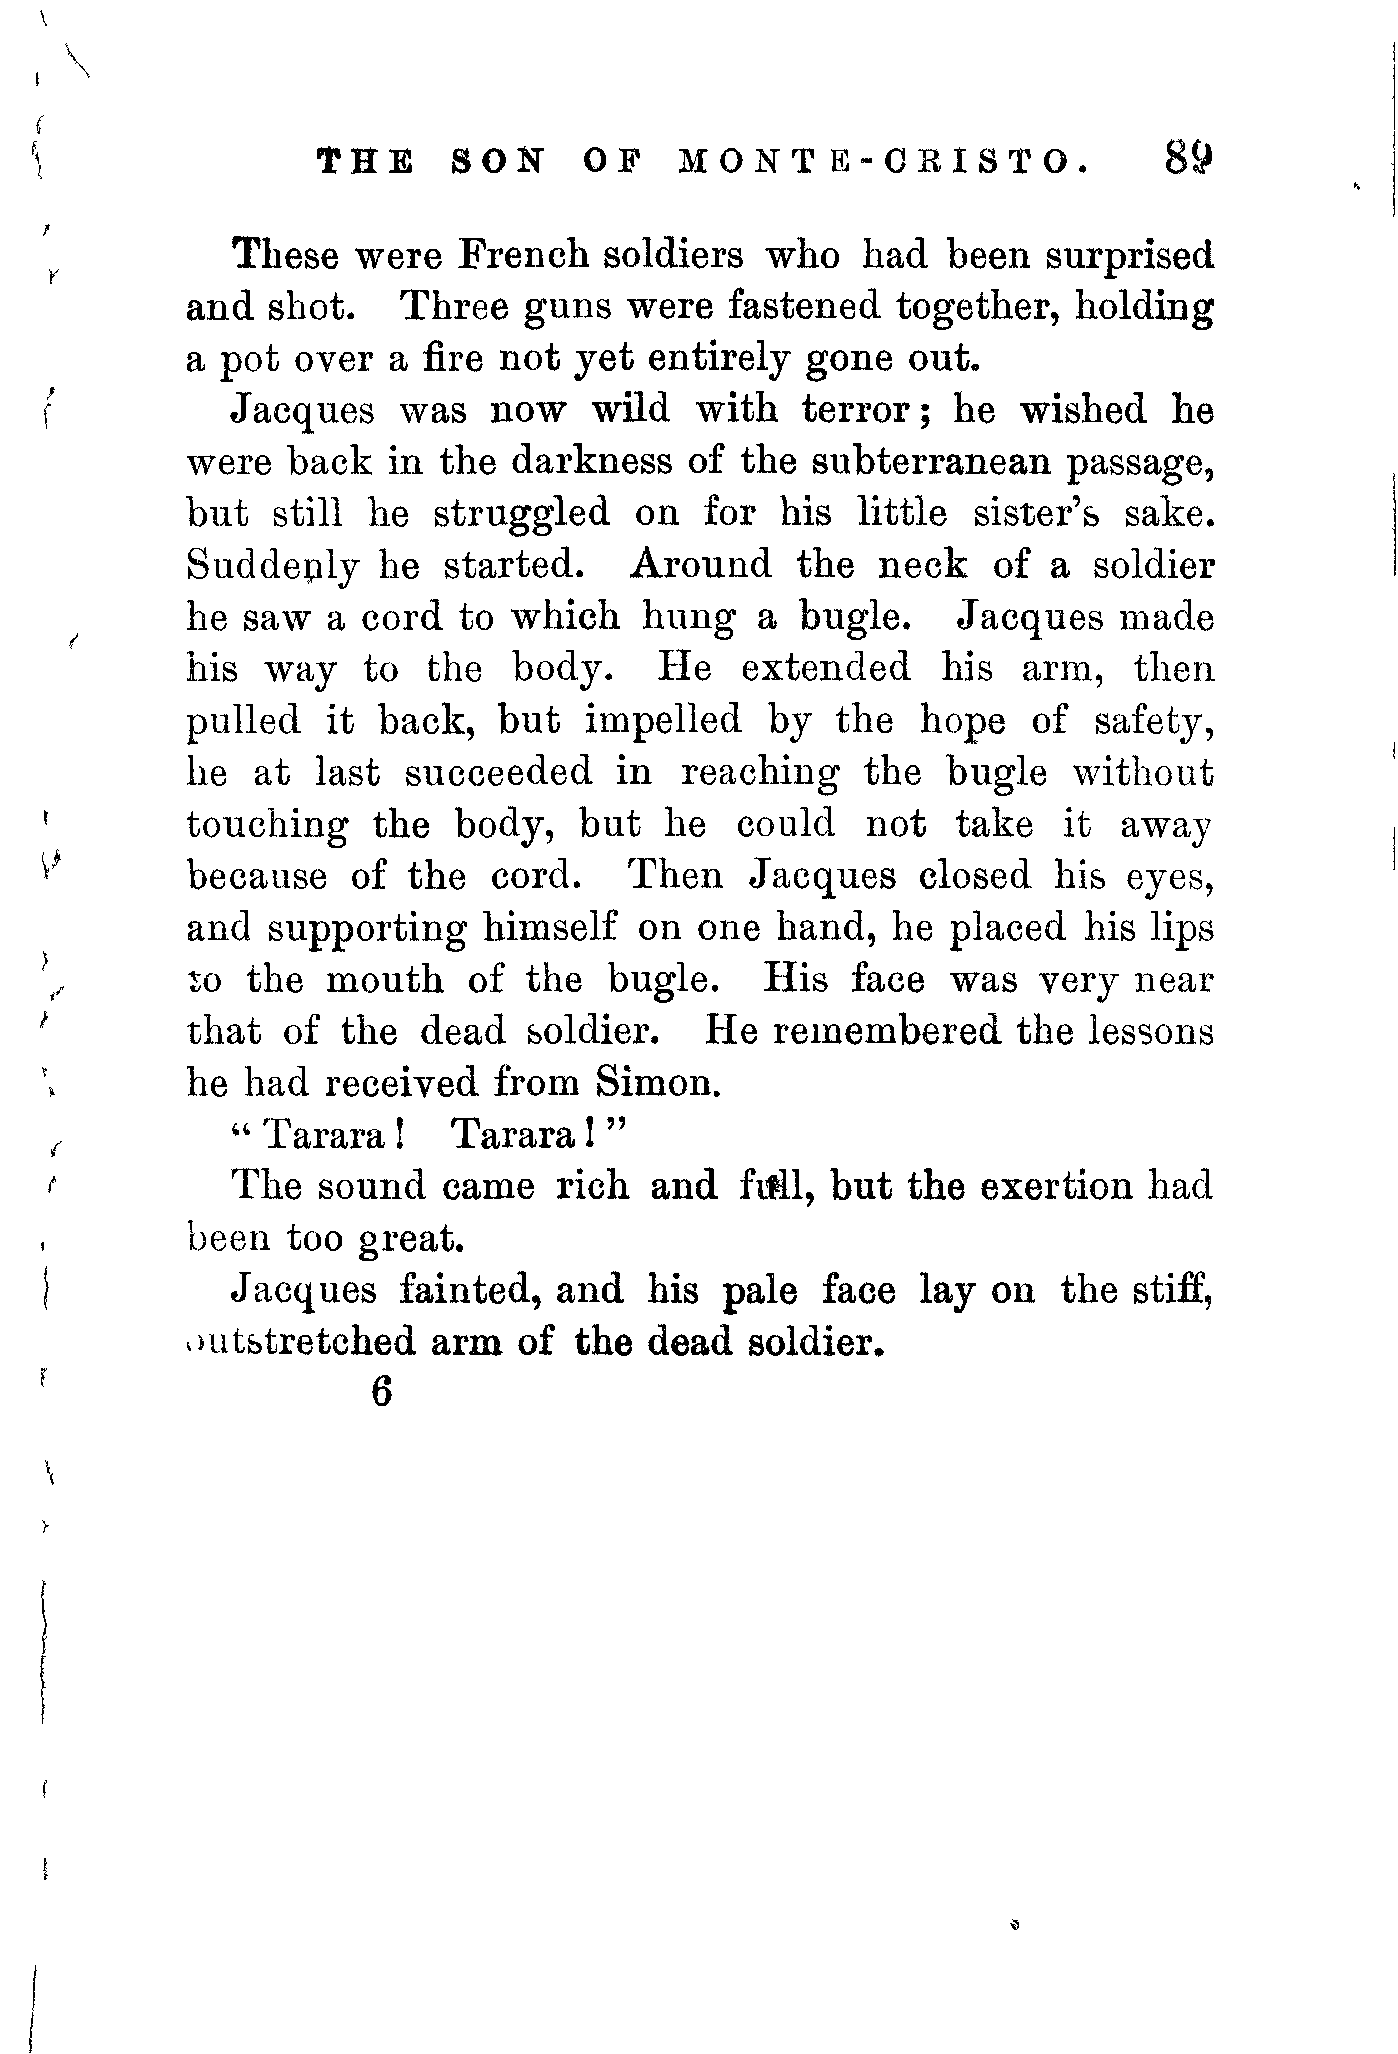 THE SON OF MONTE-CRISTO. 89
These were French soldiers who had been surprised
and shot. Three guns were fastened together, holding
a pot over a fire not yet entirely gone out.
Jacques was now wild with terror; he wished he
were back in the darkness of the subterranean passage,
but still he struggled on for his little sister's sake.
Suddenly he started. Around the neck of a soldier
he saw a cord to which hung a bugle. Jacques made
his way to the body. He extended his arm, then
pulled it back, but impelled by the hope of safety,
he at last succeeded in reaching the bugle without
touching the body, but he could not take it away
because of the cord. Then Jacques closed his eyes,
and supporting himself on one hand, he placed his lips
to the mouth of the bugle. His face was very near
that of the dead soldier. He remembered the lessons
he had received from Simon.
"Tarara! Tarara!"
The sound came rich and full, but the exertion had
been too great.
Jacques fainted, and his pale face lay on the stiff,
outstretched arm of the dead soldier.
6